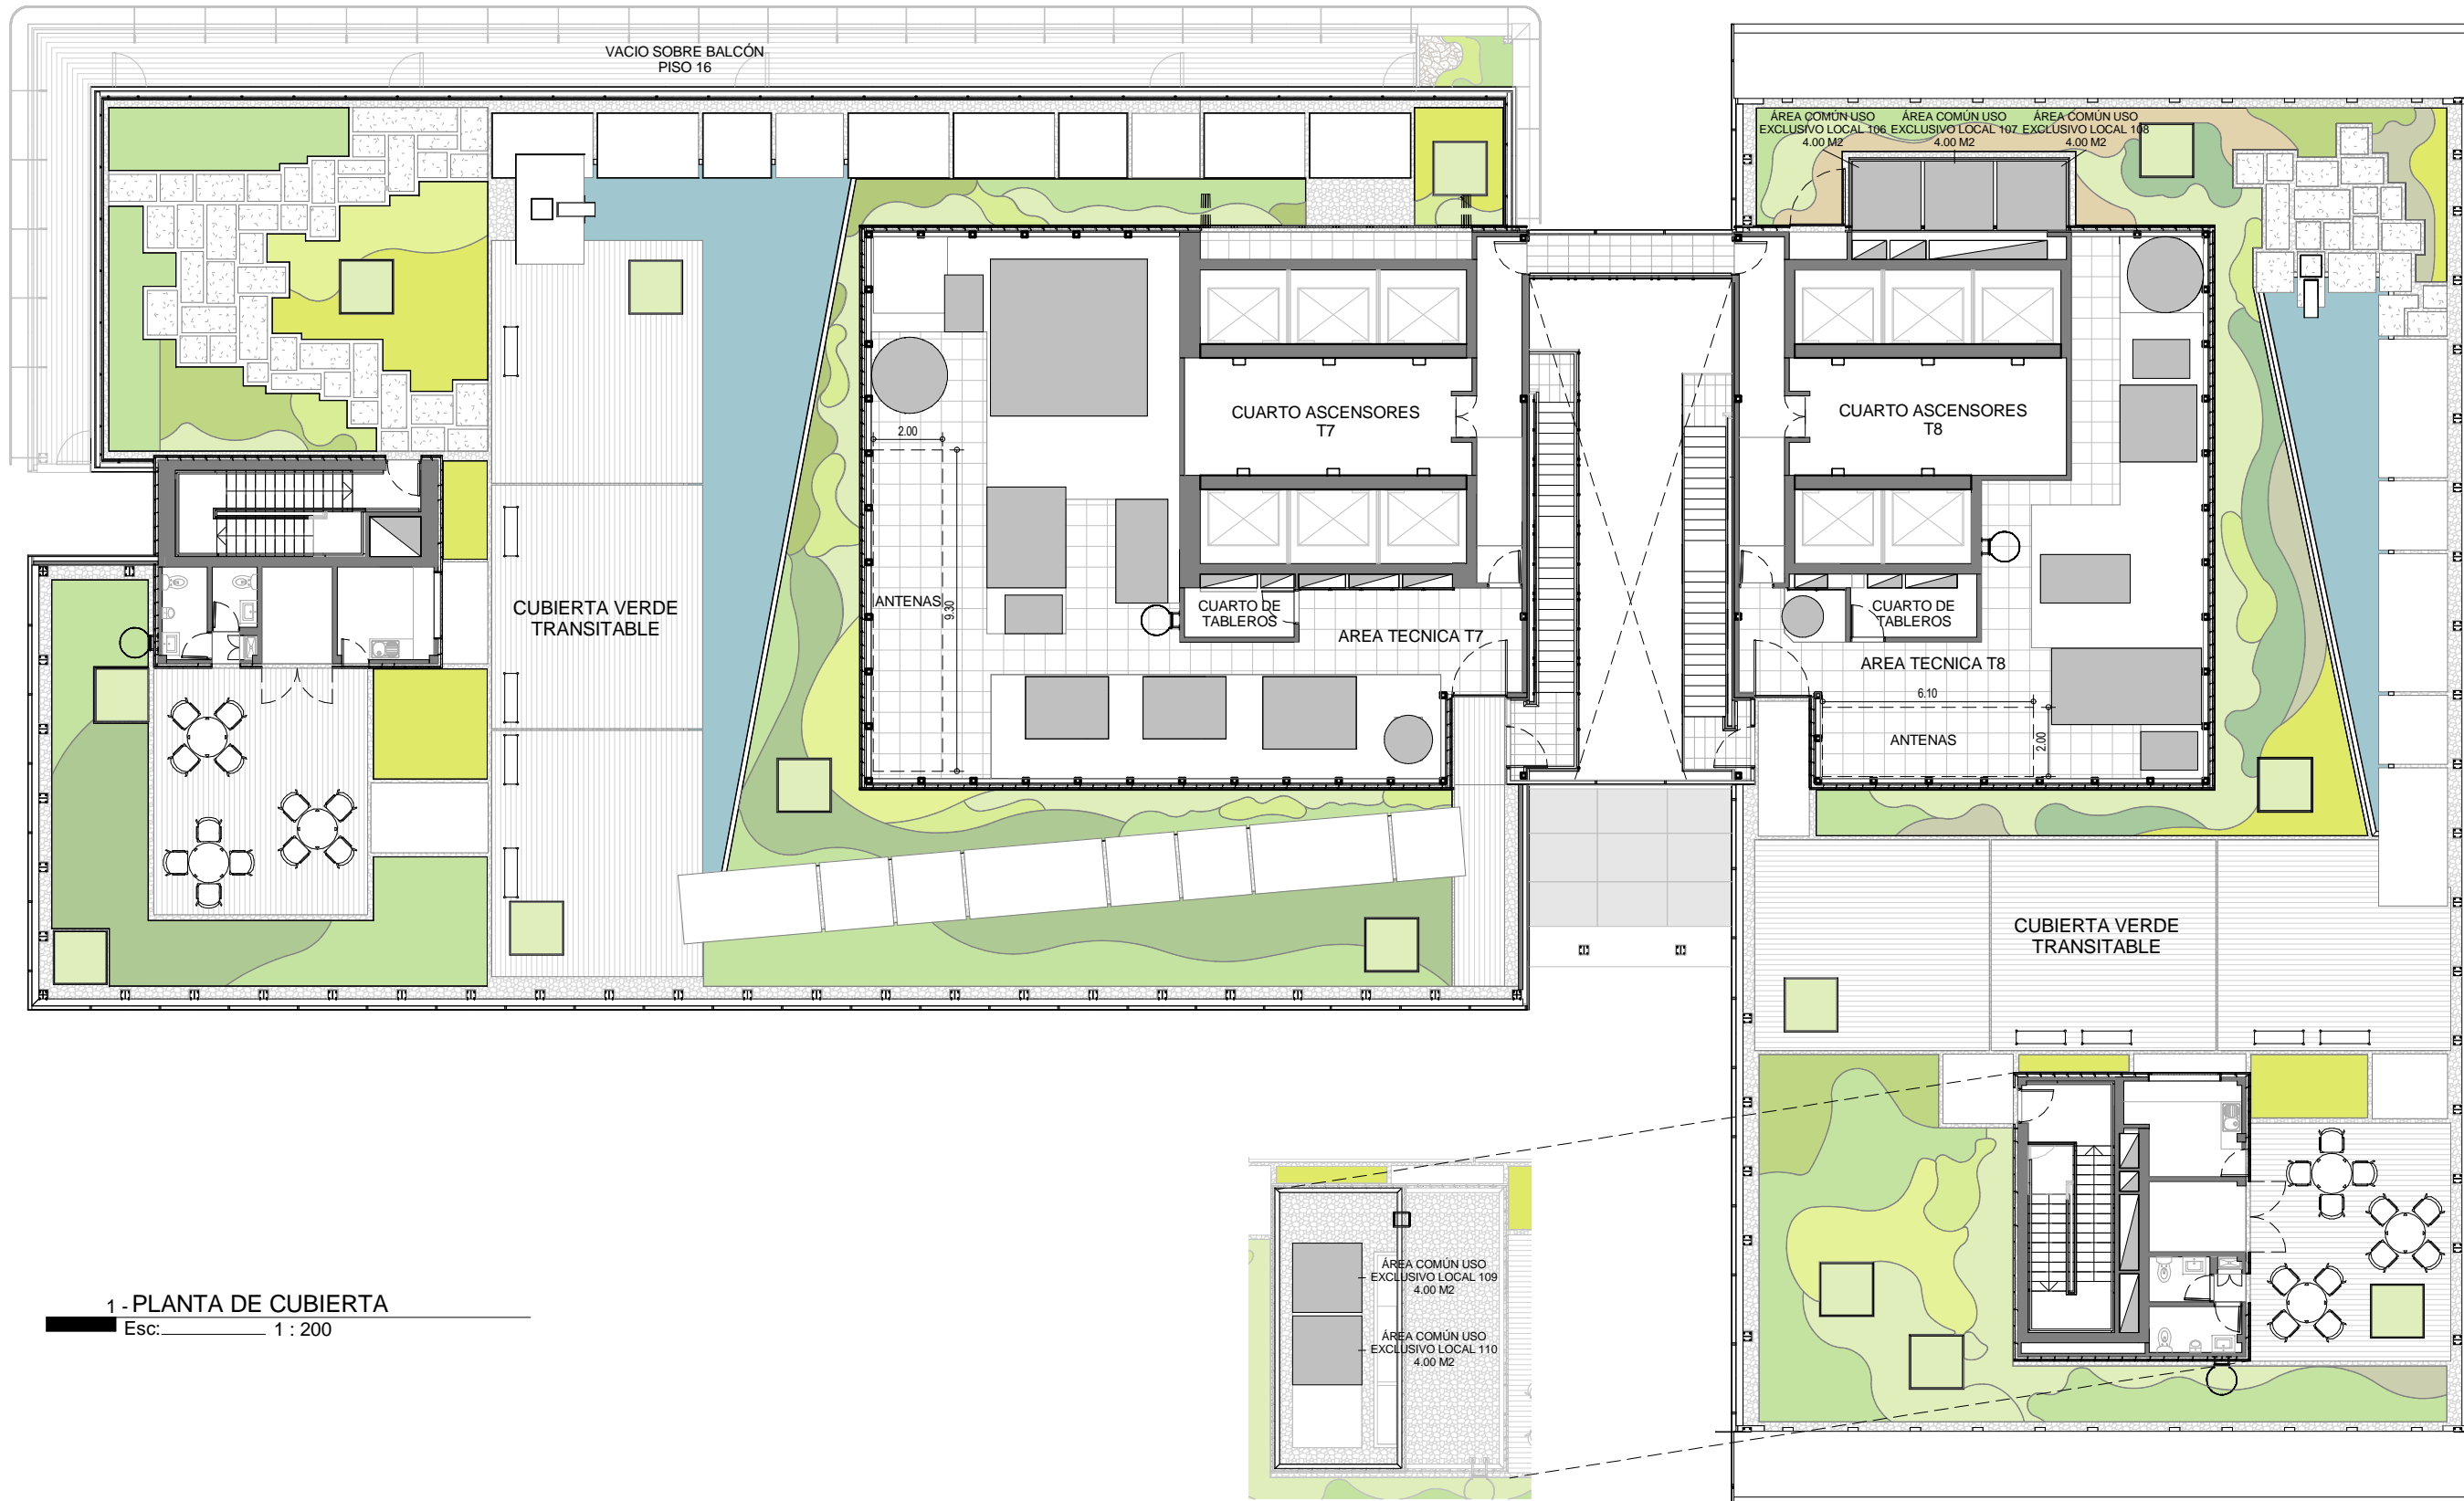 VACIO SOBRE BALCÓN
PISO 16
ÁREA COMÚN USO
EXCLUSIVO LOCAL 106
4.00 M2
ÁREA COMÚN USO
EXCLUSIVO LOCAL 107
4.00 M2
ÁREA COMÚN USO
EXCLUSIVO LOCAL 108
4.00 M2
CUARTO ASCENSORES
T7
CUARTO ASCENSORES
T8
2.00
9.30
ANTENAS
CUBIERTA VERDE
TRANSITABLE
CUARTO DE
TABLEROS
AREA TECNICA T7
CUARTO DE
TABLEROS
AREA TECNICA T8
6.10
ANTENAS
2.00
CUBIERTA VERDE
TRANSITABLE
ÁREA COMÚN USO
EXCLUSIVO LOCAL 109
4.00 M2
ÁREA COMÚN USO
EXCLUSIVO LOCAL 110
4.00 M2
1 - PLANTA DE CUBIERTA
Esc: 1 : 200